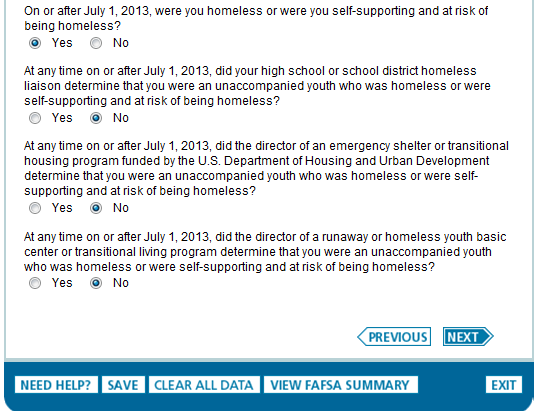 On or after July 1, 2013, were you homeless or were you self-supporting and at risk of
being homeless?
Yes No
At any time on or after July 1, 2013, did your high school or school district homeless
liaison determine that you were an unaccompanied youth who was homeless or were
self-supporting and at risk of being homeless?
Yes No
At any time on or after July 1, 2013, did the director of an emergency shelter or transitional
housing program funded by the U.S. Department of Housing and Urban Development
determine that you were an unaccompanied youth who was homeless or were self-
supporting and at risk of being homeless?
Yes No
At any time on or after July 1, 2013, did the director of a runaway or homeless youth basic
center or transitional living program determine that you were an unaccompanied youth
who was homeless or were self-supporting and at risk of being homeless?
Yes No
PREVIOUS NEXT
NEED HELP? SAVE CLEAR ALL DATA VIEW FAFSA SUMMARY EXIT